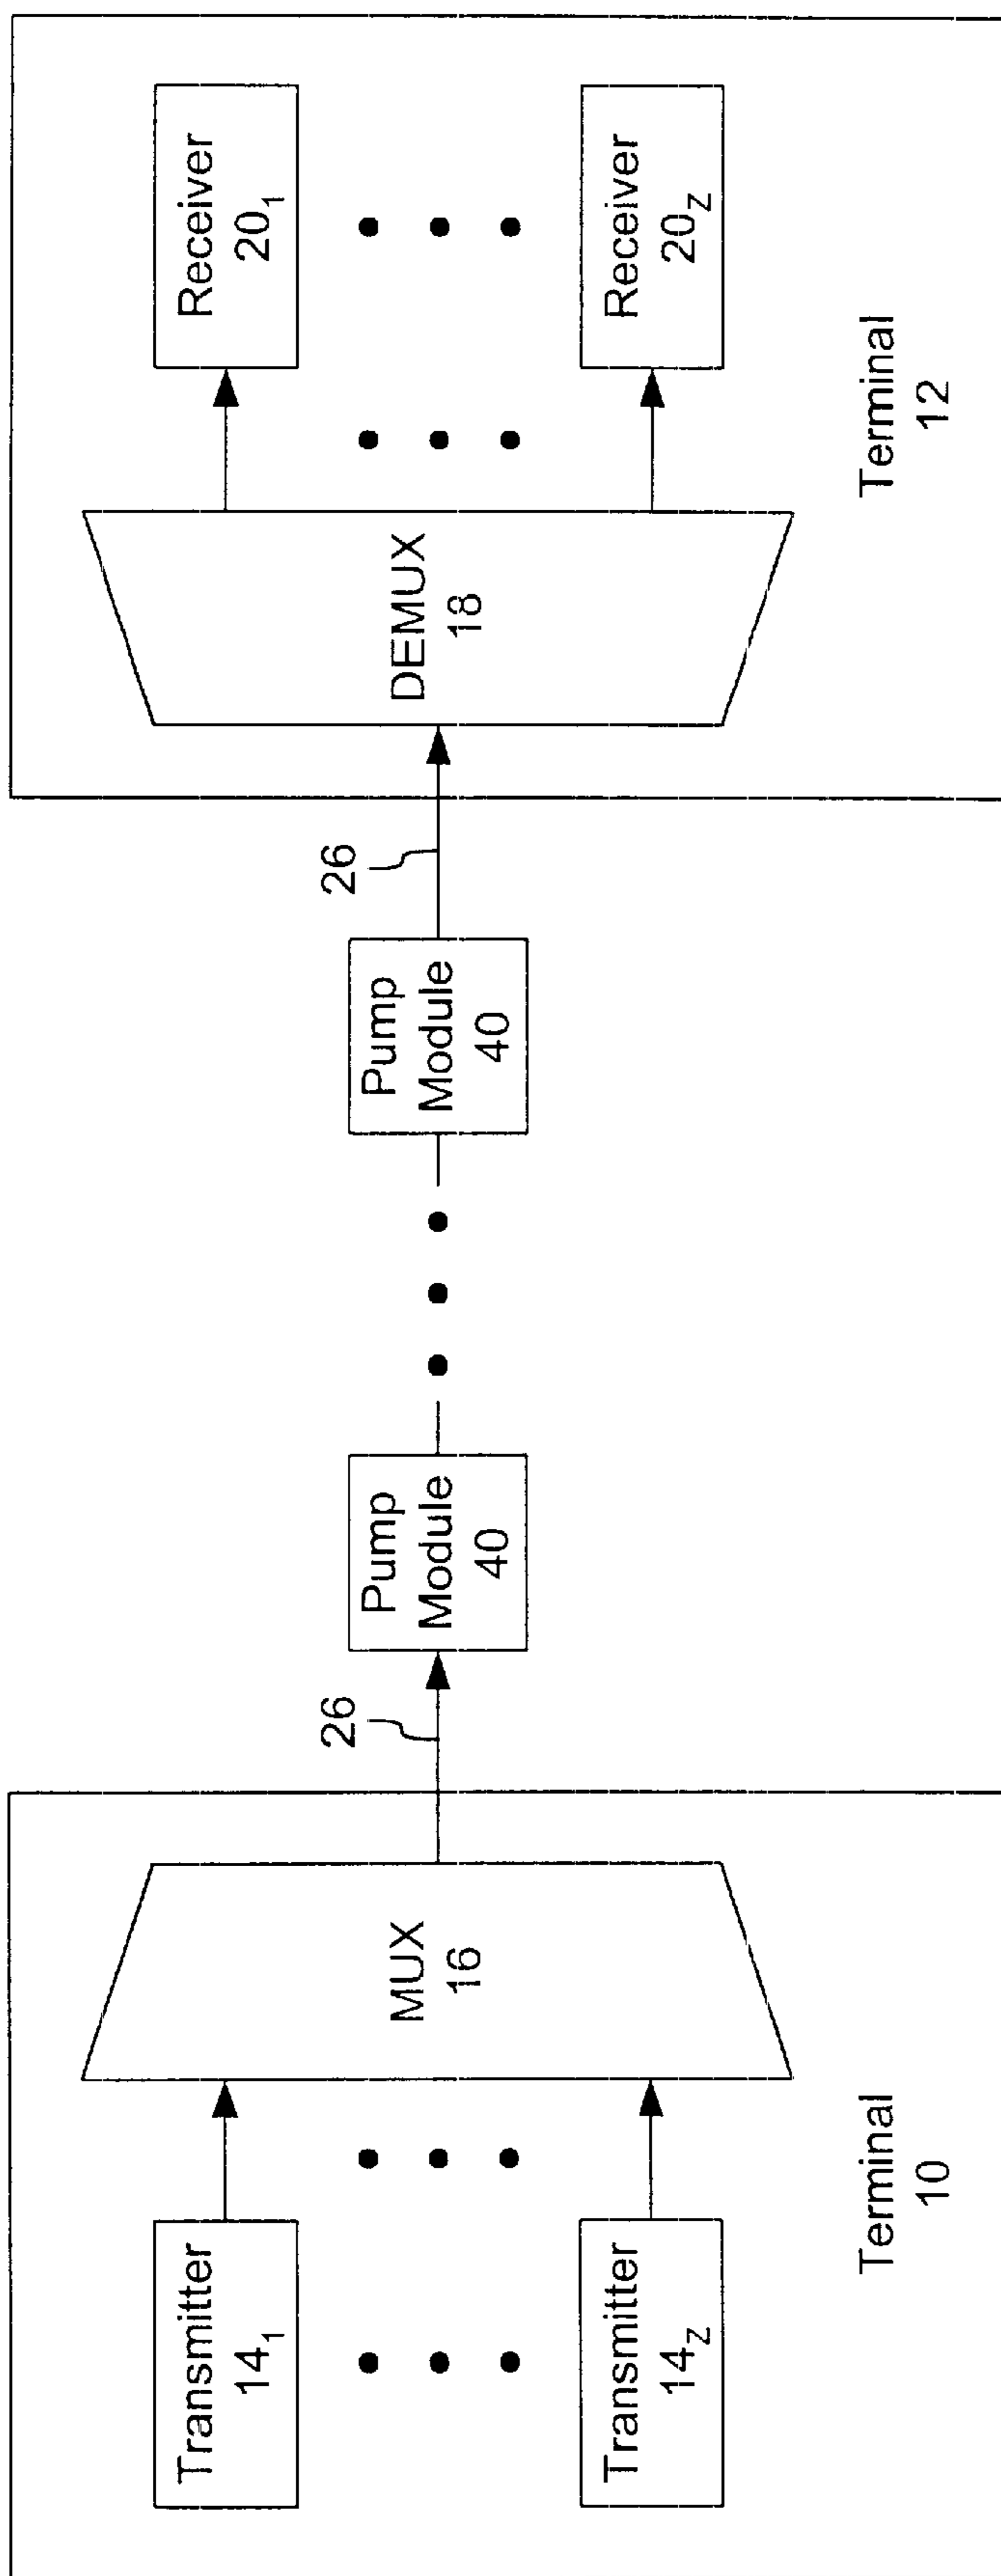 Transmitter
14₁
Transmitter
14Z
MUX
16
Terminal
10
26
Pump
Module
40
Pump
Module
40
26
DEMUX
18
Receiver
20₁
Receiver
20Z
Terminal
12